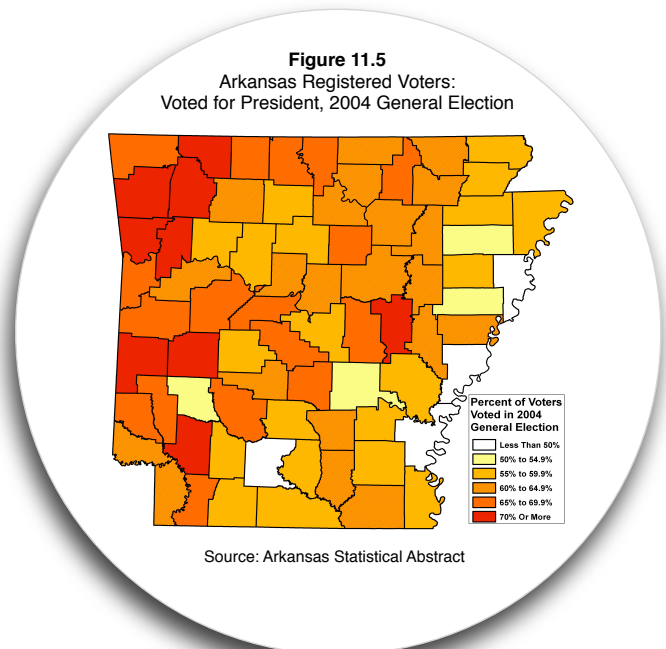 Figure 11.5
Arkansas Registered Voters:
Voted for President, 2004 General Election
Percent of Voters
Voted in 2004
General Election
Less Than 50%
50% to 54.9%
55% to 59.9%
60% to 64.9%
65% to 69.9%
70% Or More
Source: Arkansas Statistical Abstract